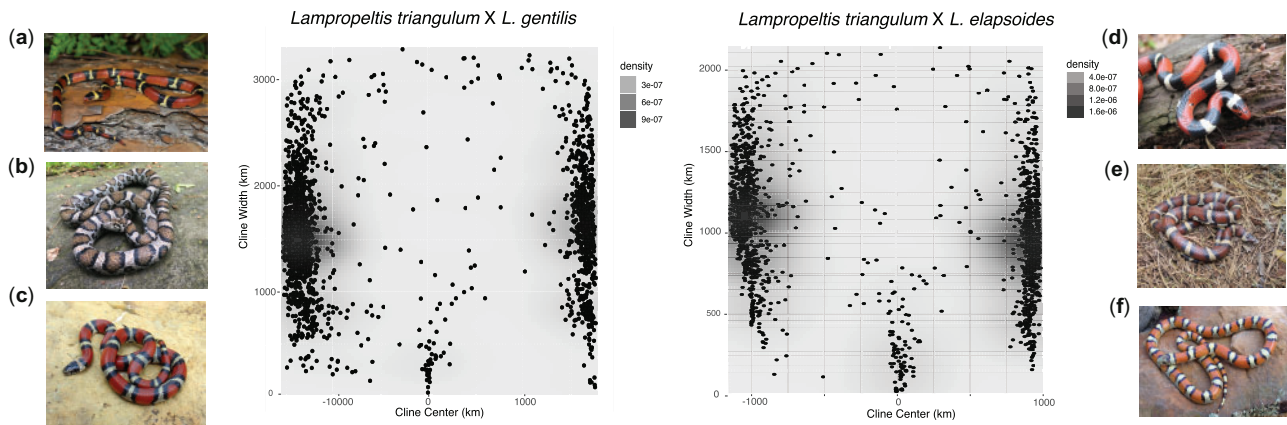 Lampropeltis triangulum X L. gentilis
Lampropeltis triangulum X L. elapsoides
(a)
(b)
(c)
Cline Width (km)
3000
2000
1000
0
-10000
0
1000
Cline Center (km)
density
3e-07
6e-07
9e-07
Cline Width (km)
2000
1500
1000
500
0
-1000
0
1000
Cline Center (km)
density
4.0e-07
8.0e-07
1.2e-06
1.6e-06
(d)
(e)
(f)